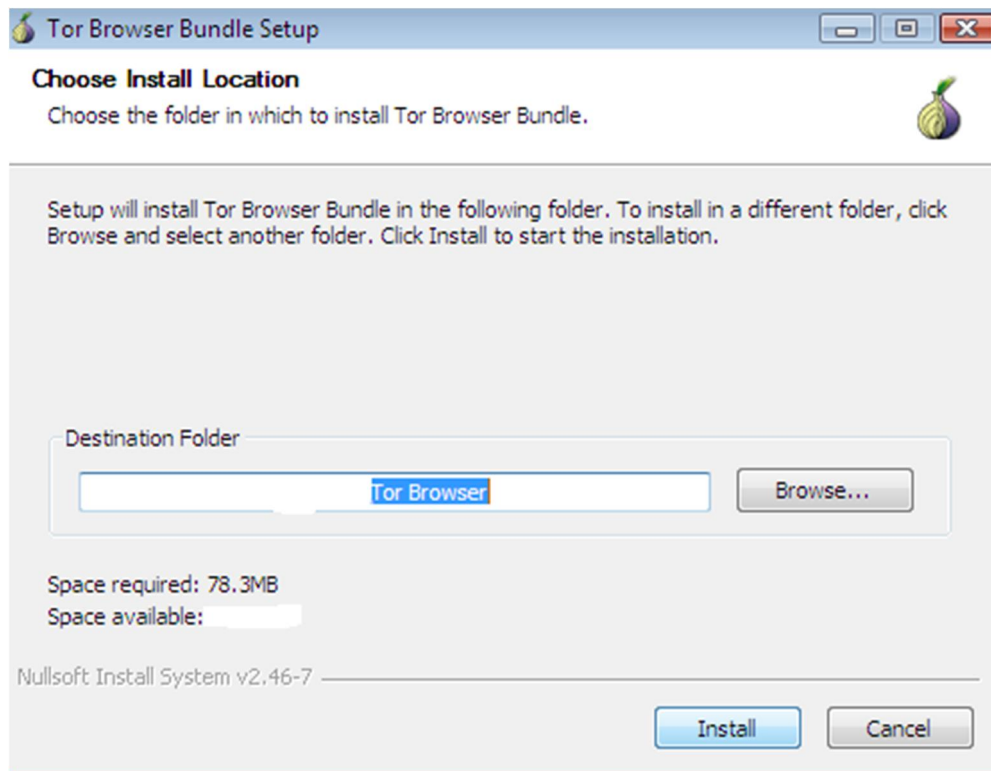 Tor Browser Bundle Setup
Choose Install Location
Choose the folder in which to install Tor Browser Bundle.
Setup will install Tor Browser Bundle in the following folder. To install in a different folder, click
Browse and select another folder. Click Install to start the installation.
Destination Folder
Tor Browser
Browse...
Space required: 78.3MB
Space available:
Nullsoft Install System v2.46-7
Install
Cancel